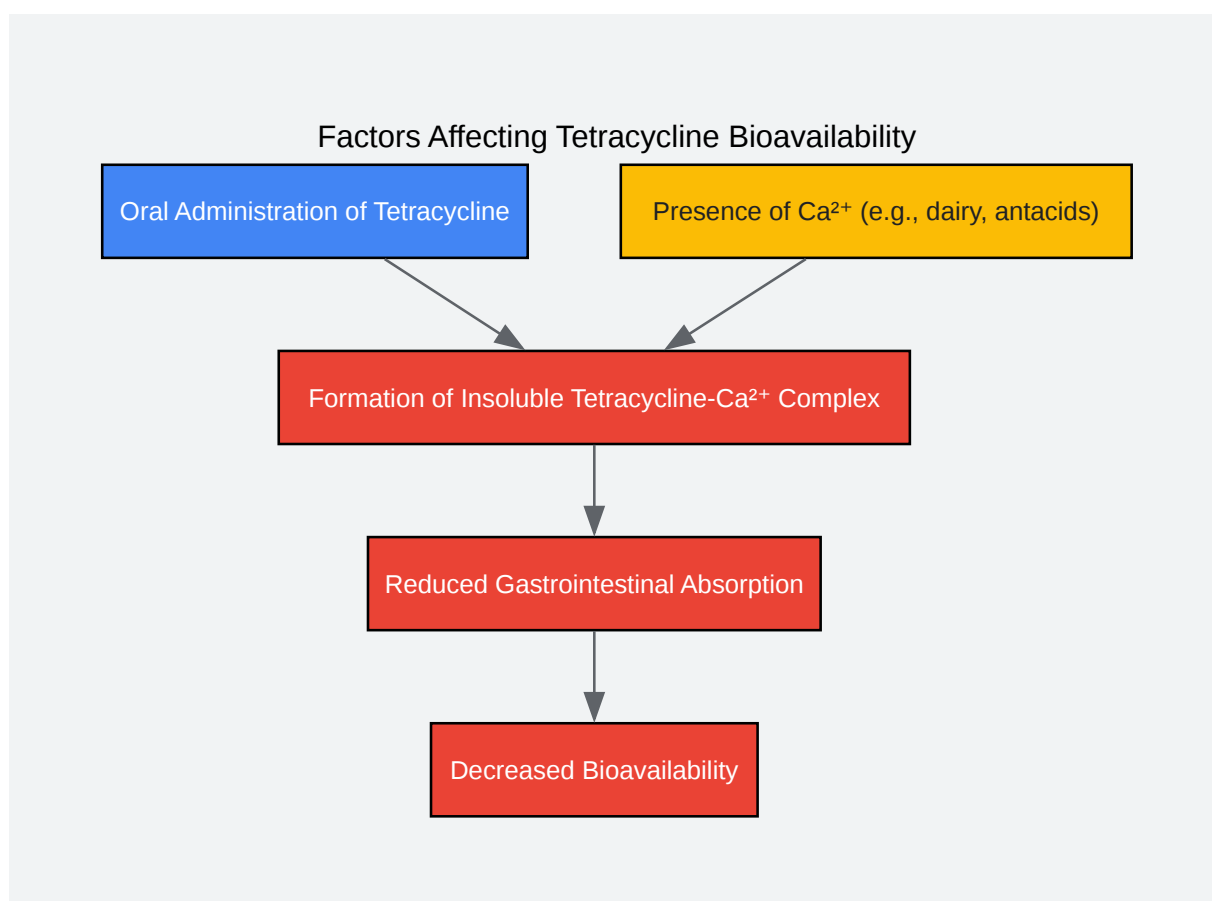 Factors Affecting Tetracycline Bioavailability
Oral Administration of Tetracycline
Presence of Ca²⁺ (e.g., dairy, antacids)
Formation of Insoluble Tetracycline-Ca²⁺ Complex
Reduced Gastrointestinal Absorption
Decreased Bioavailability